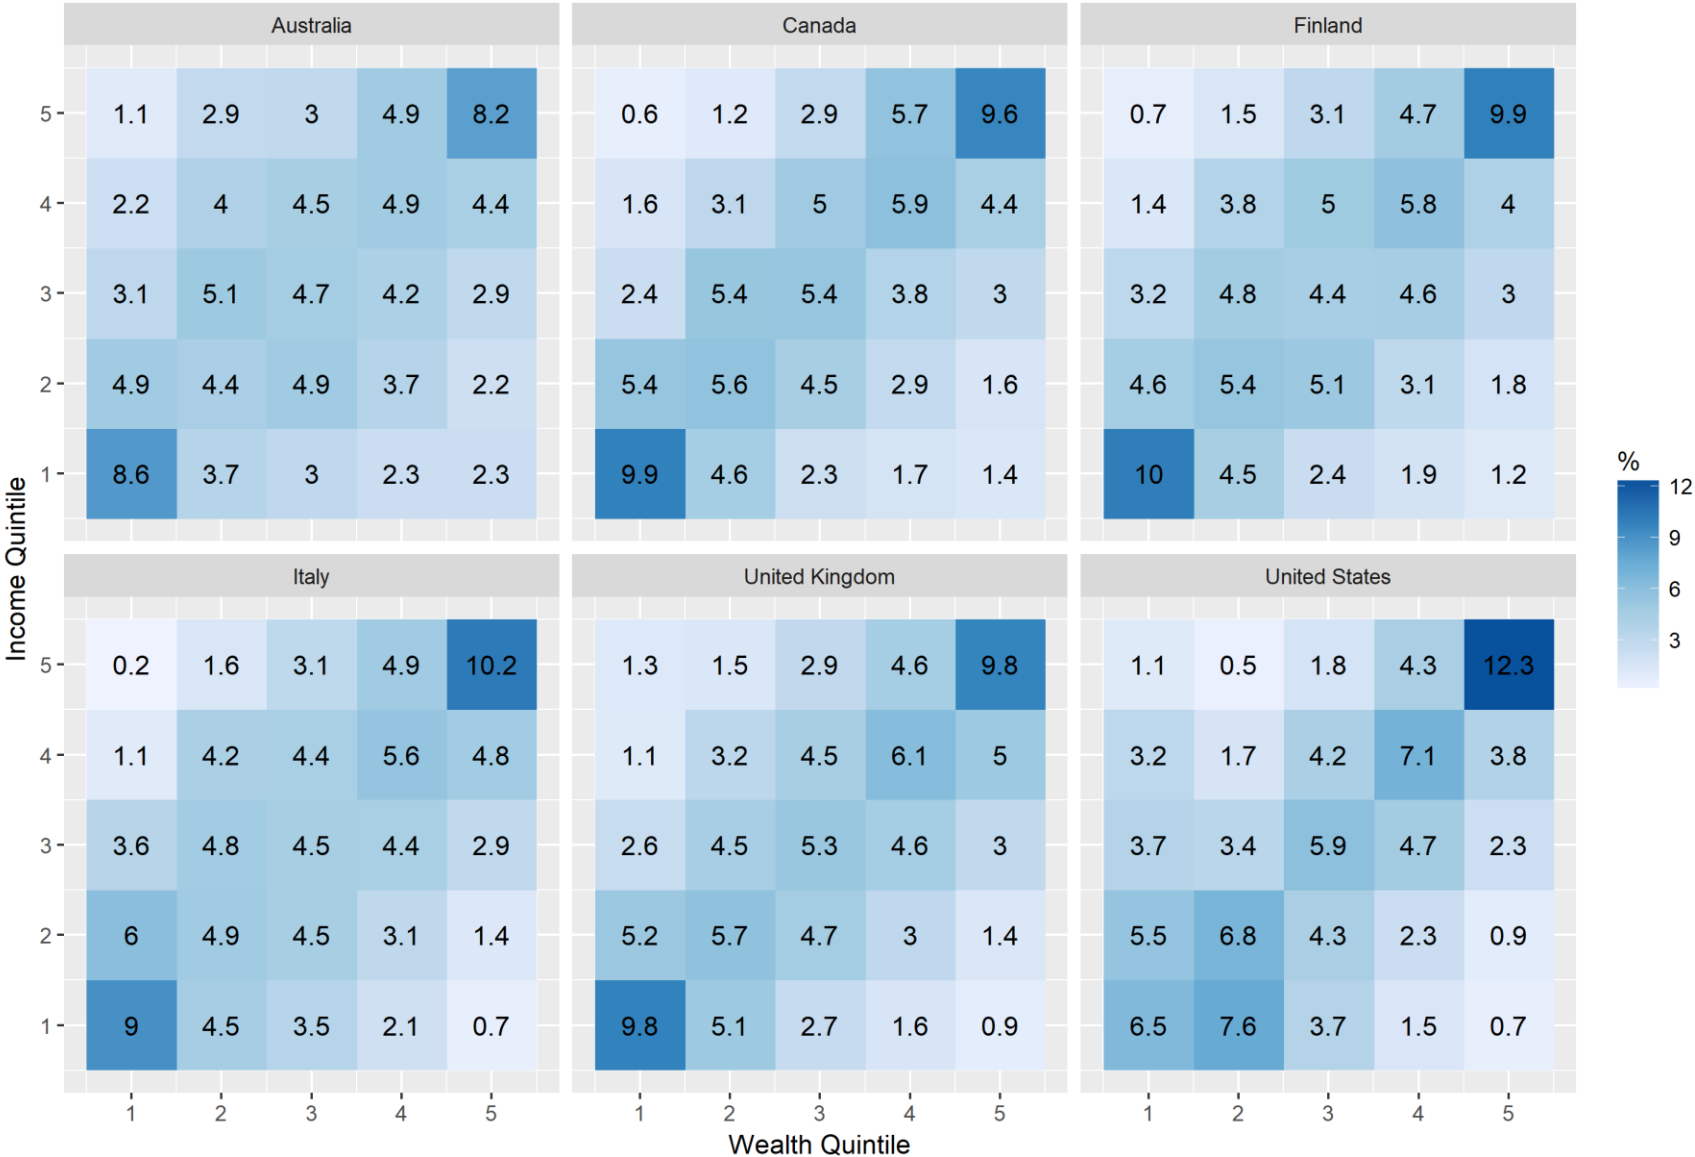 Australia Canada Finland
5 1.1 2.9 3 4.9 8.2 0.6 1.2 2.9 5.7 9.6 0.7 1.5 3.1 4.7 9.9
4 2.2 4 4.5 4.9 4.4 1.6 3.1 5 5.9 4.4 1.4 3.8 5 5.8 4
3 3.1 5.1 4.7 4.2 2.9 2.4 5.4 5.4 3.8 3 3.2 4.8 4.4 4.6 3
2 4.9 4.4 4.9 3.7 2.2 5.4 5.6 4.5 2.9 1.6 4.6 5.4 5.1 3.1 1.8
1 8.6 3.7 3 2.3 2.3 9.9 4.6 2.3 1.7 1.4 10 4.5 2.4 1.9 1.2
Italy United Kingdom United States
5 0.2 1.6 3.1 4.9 10.2 1.3 1.5 2.9 4.6 9.8 1.1 0.5 1.8 4.3 12.3
4 1.1 4.2 4.4 5.6 4.8 1.1 3.2 4.5 6.1 5 3.2 1.7 4.2 7.1 3.8
3 3.6 4.8 4.5 4.4 2.9 2.6 4.5 5.3 4.6 3 3.7 3.4 5.9 4.7 2.3
2 6 4.9 4.5 3.1 1.4 5.2 5.7 4.7 3 1.4 5.5 6.8 4.3 2.3 0.9
1 9 4.5 3.5 2.1 0.7 9.8 5.1 2.7 1.6 0.9 6.5 7.6 3.7 1.5 0.7
1 2 3 4 5 1 2 3 4 5 1 2 3 4 5
Wealth Quintile
Income Quintile
%
12
9
6
3